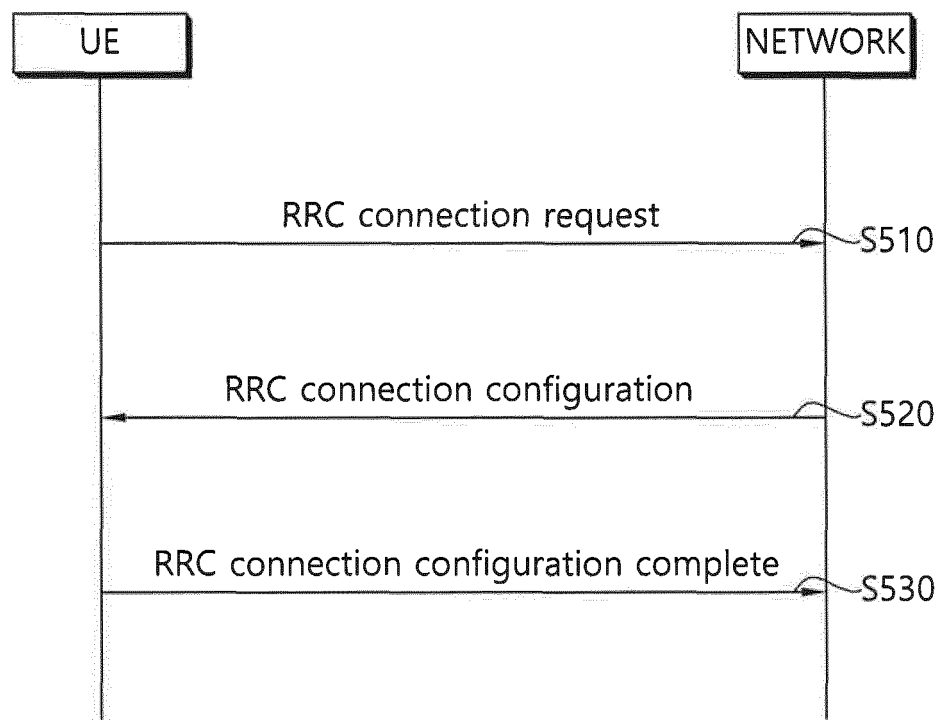 UE
NETWORK
RRC connection request
S510
RRC connection configuration
S520
RRC connection configuration complete
S530